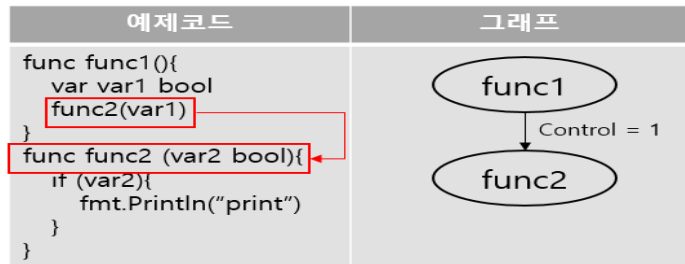 예제코드
그래프
func func1(){
var var1 bool
func2(var1)
}
func func2 (var2 bool){
if (var2){
fmt.Println("print")
}
}
func1
Control = 1
func2